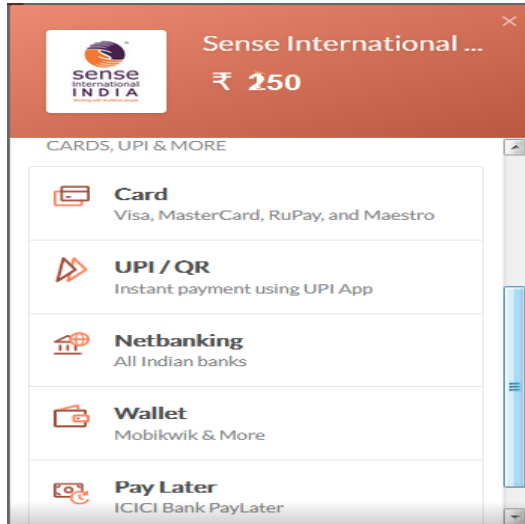 Sense International ...
sense
international
INDIA
₹ 250
CARDS, UPI & MORE
Card
Visa, MasterCard, RuPay, and Maestro
UPI / QR
Instant payment using UPI App
Netbanking
All Indian banks
Wallet
Mobikwik & More
Pay Later
ICICI Bank PayLater